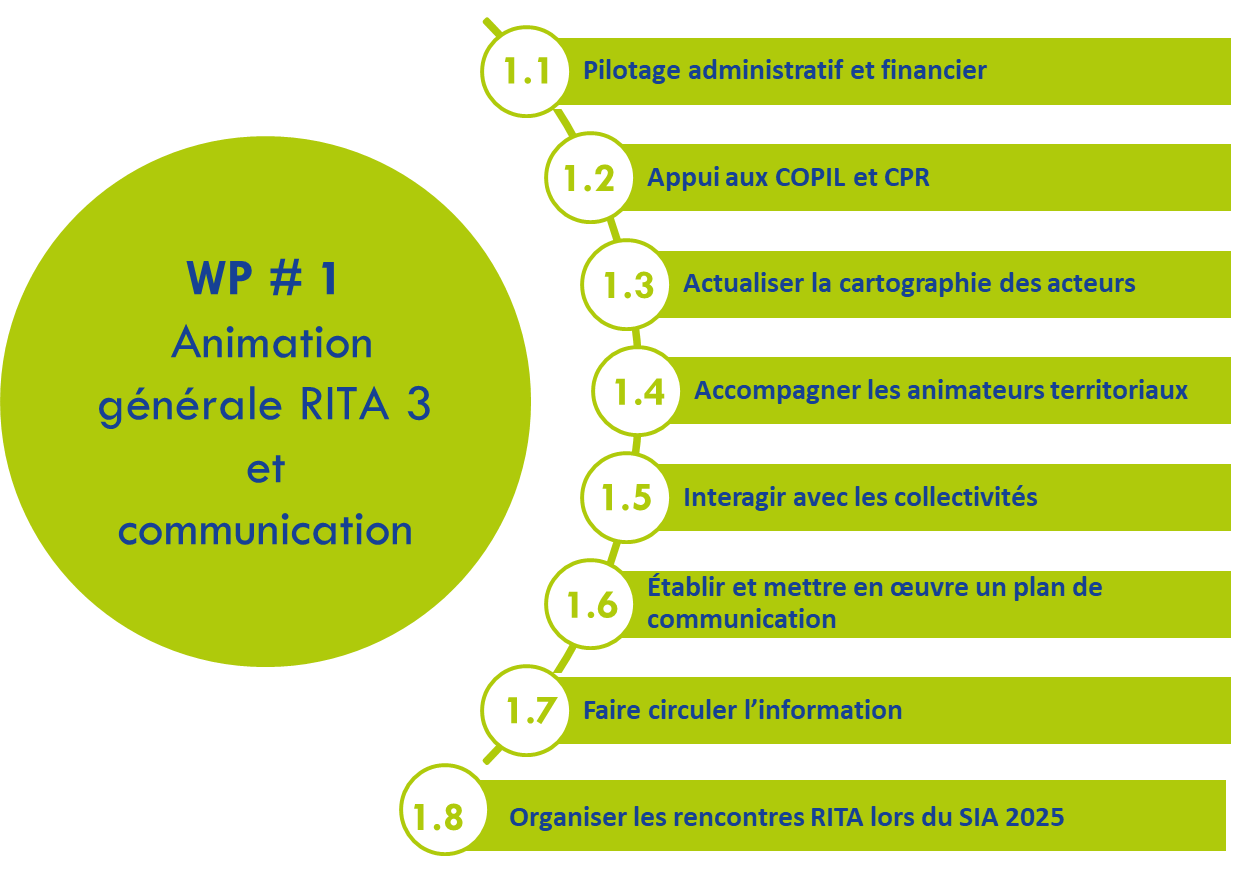 WP # 1
Animation
générale RITA 3
et
communication
1.1 Pilotage administratif et financier
1.2 Appui aux COPIL et CPR
1.3 Actualiser la cartographie des acteurs
1.4 Accompagner les animateurs territoriaux
1.5 Interagir avec les collectivités
1.6 Établir et mettre en œuvre un plan de
communication
1.7 Faire circuler l’information
1.8 Organiser les rencontres RITA lors du SIA 2025